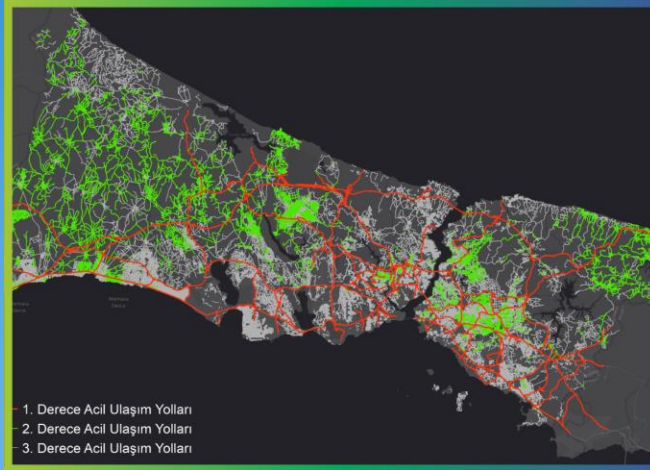 1. Derece Acil Ulaşım Yolları
2. Derece Acil Ulaşım Yolları
3. Derece Acil Ulaşım Yolları